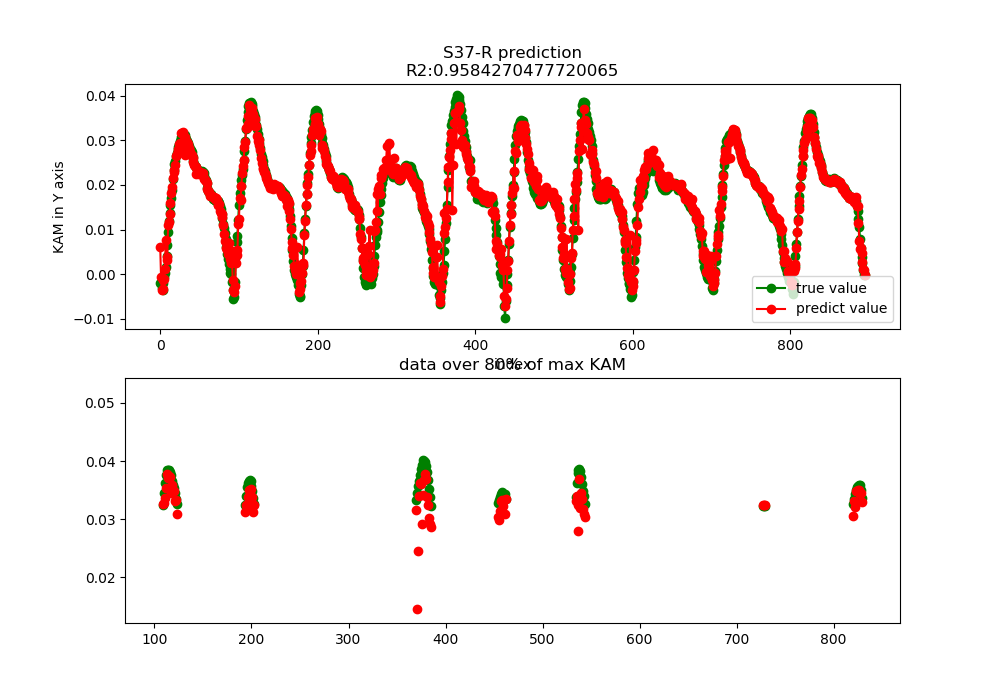 S37-R prediction
R2:0.9584270477720065
KAM in Y axis
0.04
0.03
0.02
0.01
0.00
−0.01
true value
predict value
0 200 400 600 800
index
data over 80% of max KAM
0.05
0.04
0.03
0.02
100 200 300 400 500 600 700 800